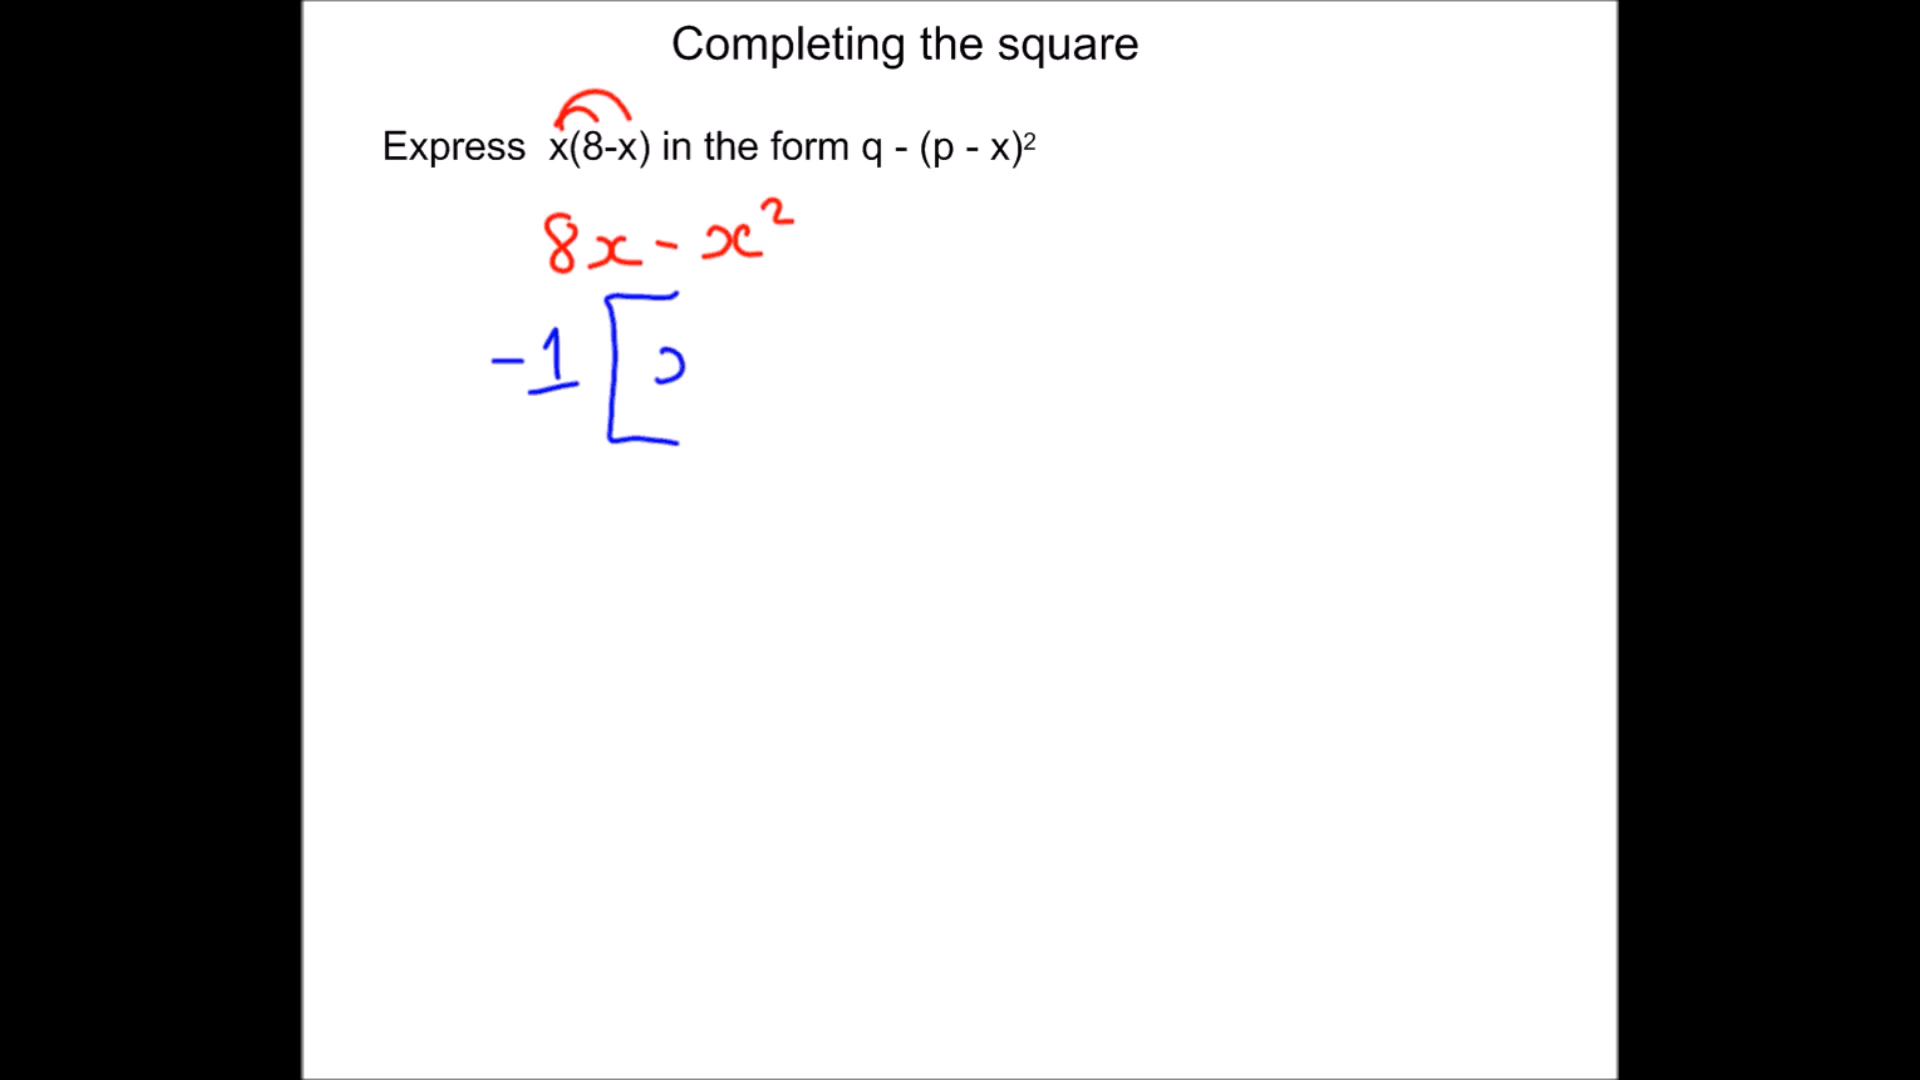 Completing the square
Express x(8-x) in the form q - (p - x)²
8x - x²
-1 [